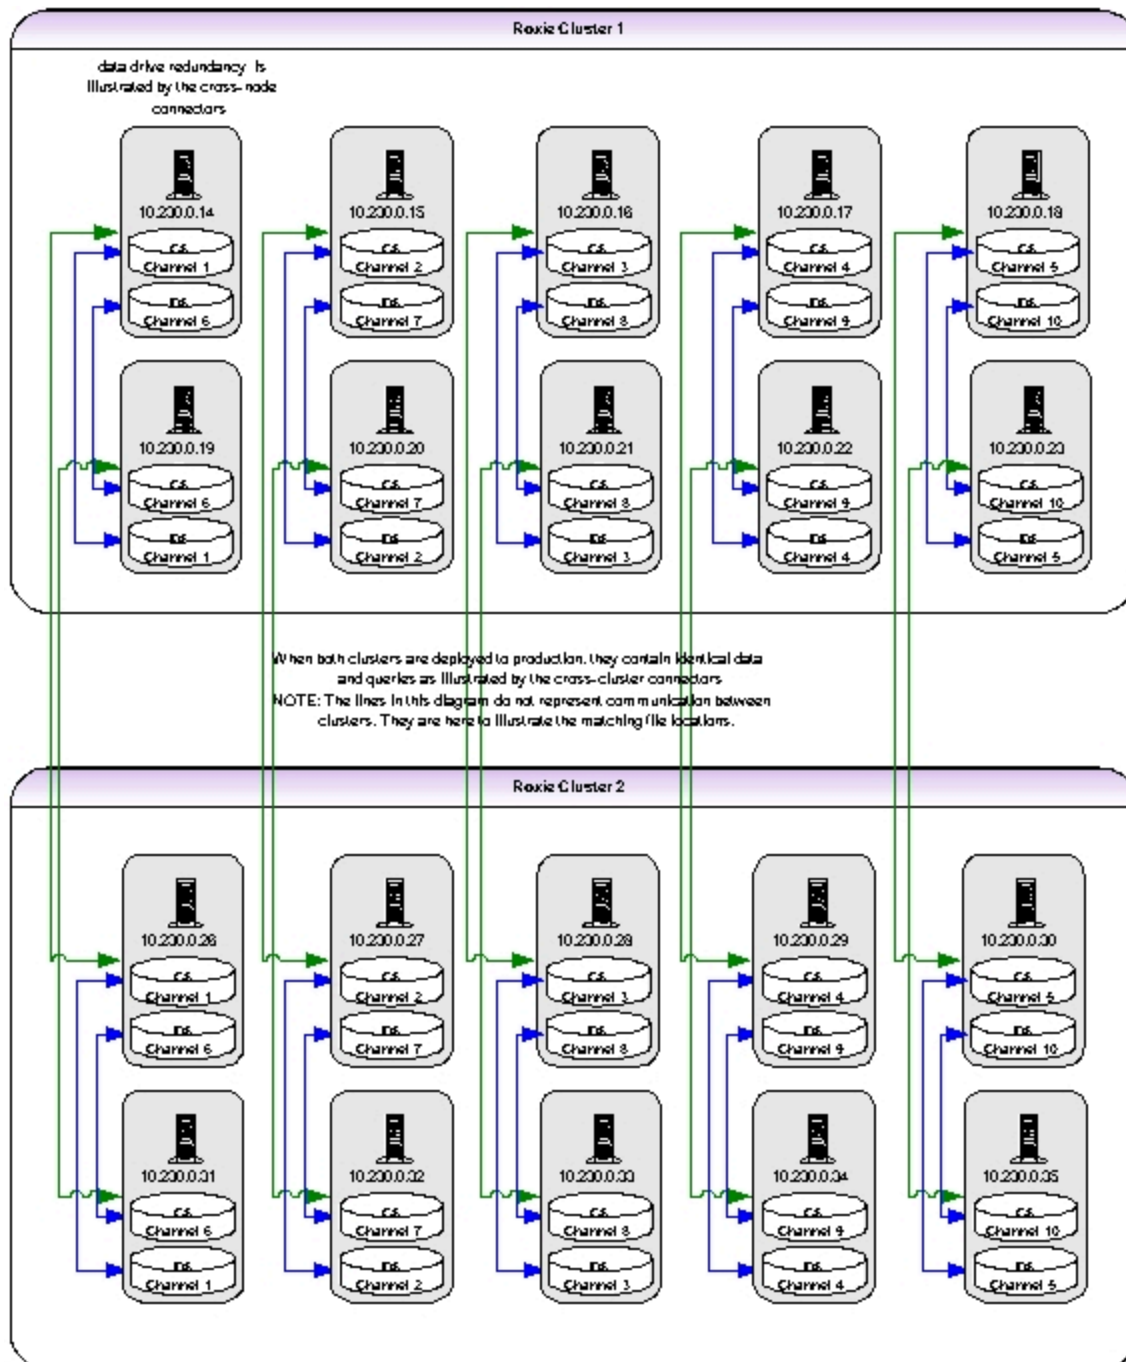 Roxie Cluster 1
data drive redundancy is
illustrated by the cross-node
connectors
10.230.0.14
10.230.0.15
10.230.0.16
10.230.0.17
10.230.0.18
C:\
Channel 1
C:\
Channel 2
C:\
Channel 3
C:\
Channel 4
C:\
Channel 5
D:\
Channel 6
D:\
Channel 7
D:\
Channel 8
D:\
Channel 9
D:\
Channel 10
10.230.0.19
10.230.0.20
10.230.0.21
10.230.0.22
10.230.0.23
C:\
Channel 6
C:\
Channel 7
C:\
Channel 8
C:\
Channel 9
C:\
Channel 10
D:\
Channel 1
D:\
Channel 2
D:\
Channel 3
D:\
Channel 4
D:\
Channel 5
When both clusters are deployed to production, they contain identical data
and queries as illustrated by the cross-cluster connectors
NOTE: The lines in this diagram do not represent communication between
clusters. They are here to illustrate the matching file locations.
Roxie Cluster 2
10.230.0.26
10.230.0.27
10.230.0.28
10.230.0.29
10.230.0.30
C:\
Channel 1
C:\
Channel 2
C:\
Channel 3
C:\
Channel 4
C:\
Channel 5
D:\
Channel 6
D:\
Channel 7
D:\
Channel 8
D:\
Channel 9
D:\
Channel 10
10.230.0.31
10.230.0.32
10.230.0.33
10.230.0.34
10.230.0.35
C:\
Channel 6
C:\
Channel 7
C:\
Channel 8
C:\
Channel 9
C:\
Channel 10
D:\
Channel 1
D:\
Channel 2
D:\
Channel 3
D:\
Channel 4
D:\
Channel 5